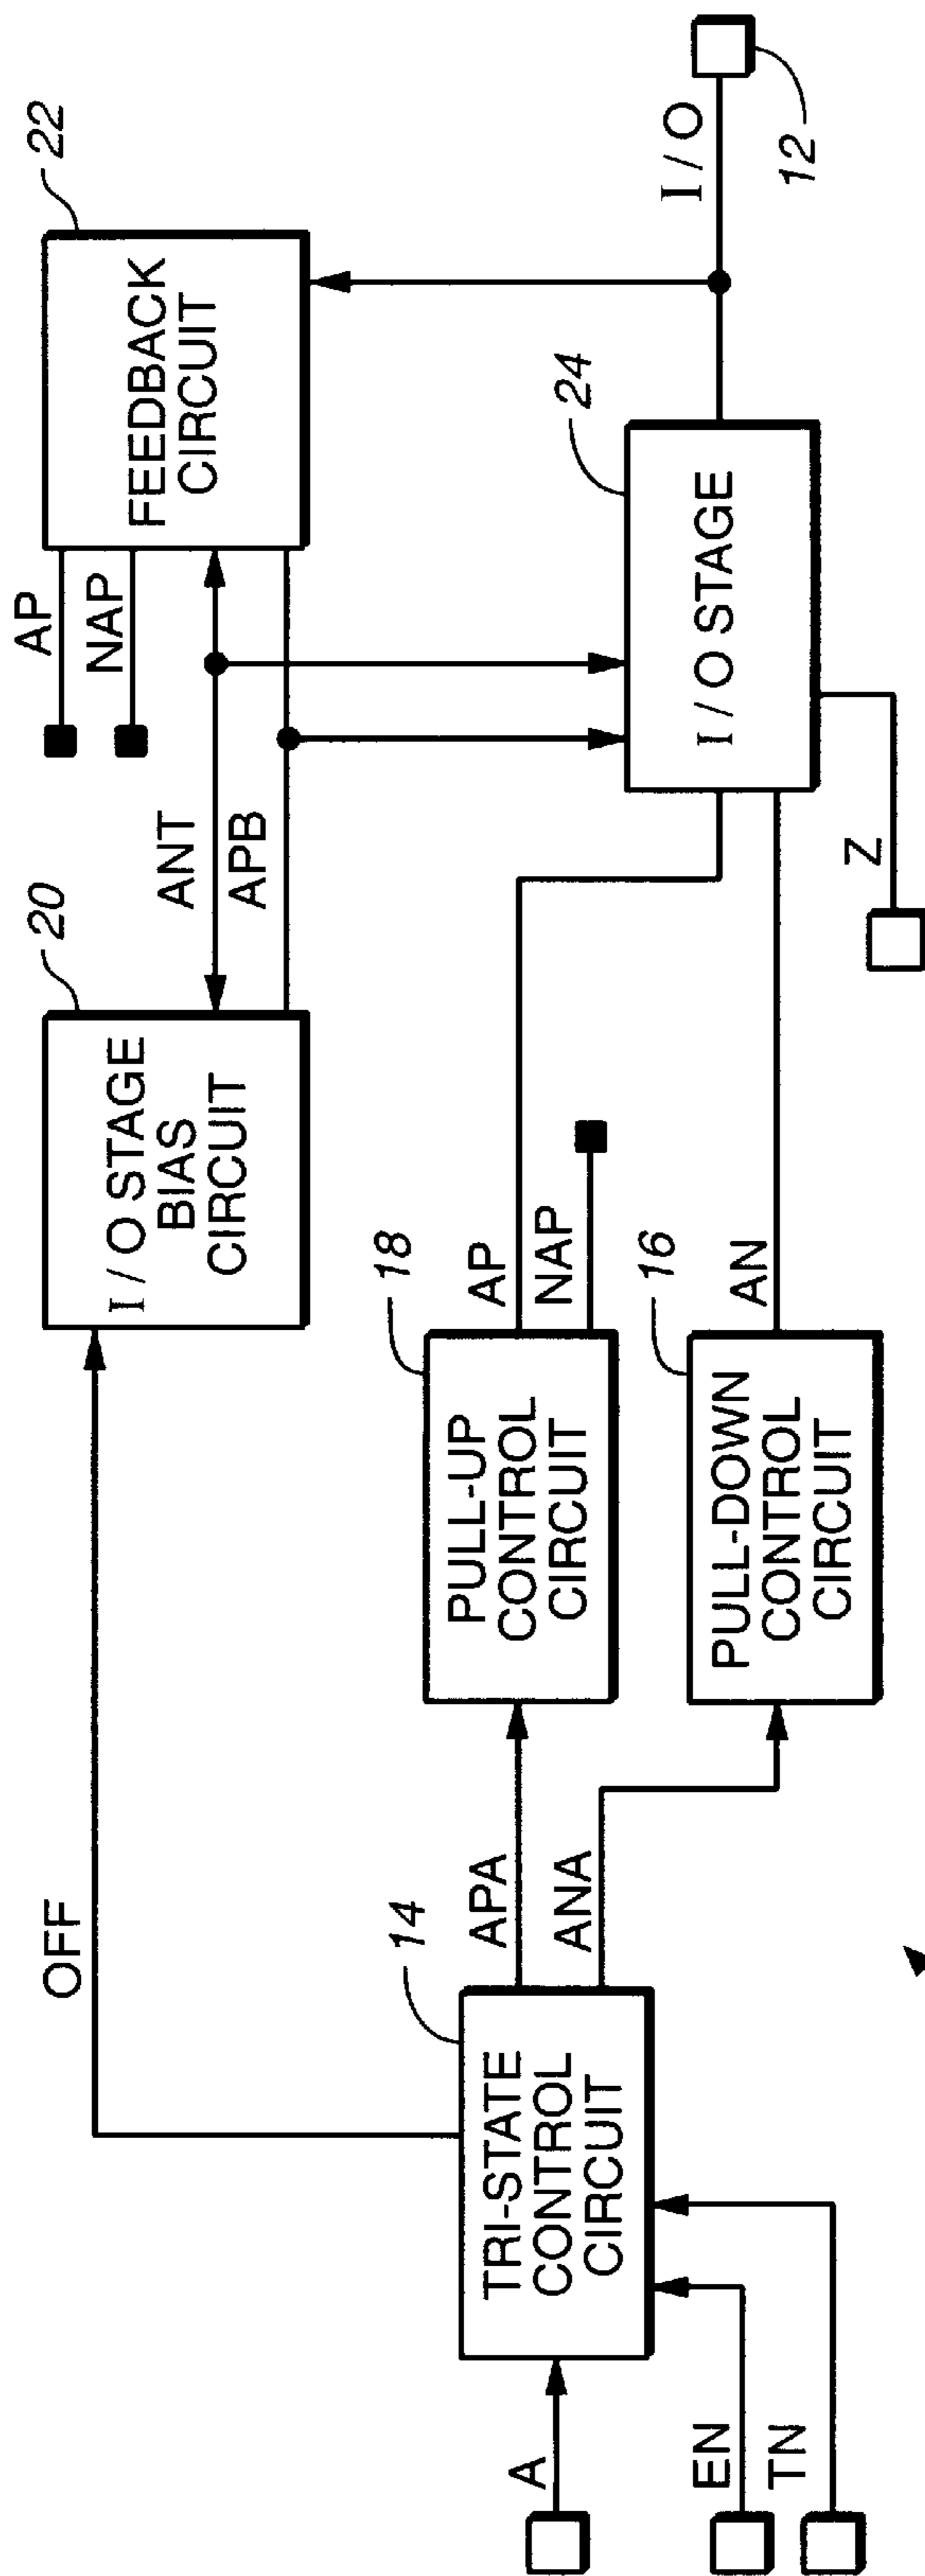 OFF
I/O STAGE
BIAS
CIRCUIT
20
ANT
APB
AP
NAP
FEEDBACK
CIRCUIT
22
A
EN
TN
TRI-STATE
CONTROL
CIRCUIT
14
APA
ANA
PULL-UP
CONTROL
CIRCUIT
18
AP
NAP
PULL-DOWN
CONTROL
CIRCUIT
16
AN
I/O STAGE
24
Z
I/O
12